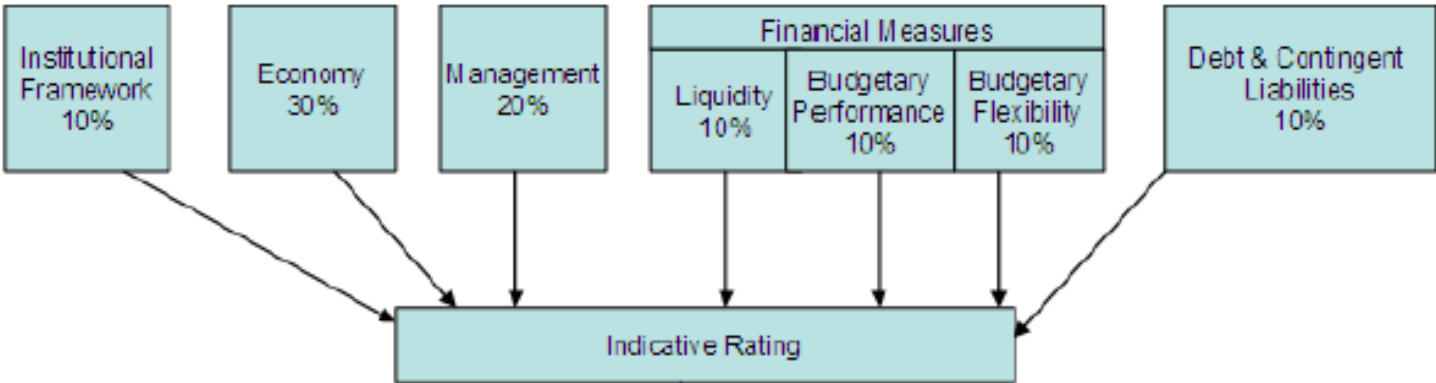 Institutional
Framework
10%
Economy
30%
Management
20%
Financial Measures
Liquidity
10%
Budgetary
Performance
10%
Budgetary
Flexibility
10%
Debt & Contingent
Liabilities
10%
Indicative Rating